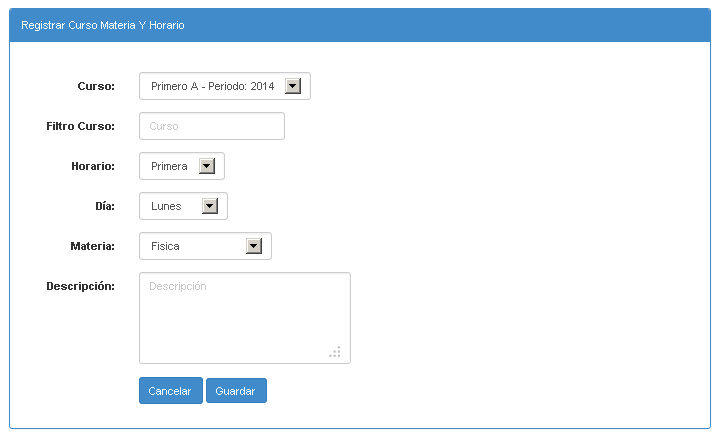 Registrar Curso Materia Y Horario
Curso: Primero A - Periodo: 2014
Filtro Curso: Curso
Horario: Primera
Día: Lunes
Materia: Fisica
Descripción: Descripción
Cancelar Guardar